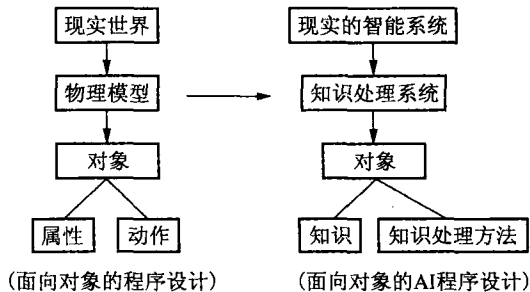 现实世界
现实的智能系统
物理模型
知识处理系统
对象
对象
属性
动作
知识
知识处理方法
(面向对象的程序设计)
(面向对象的AI程序设计)